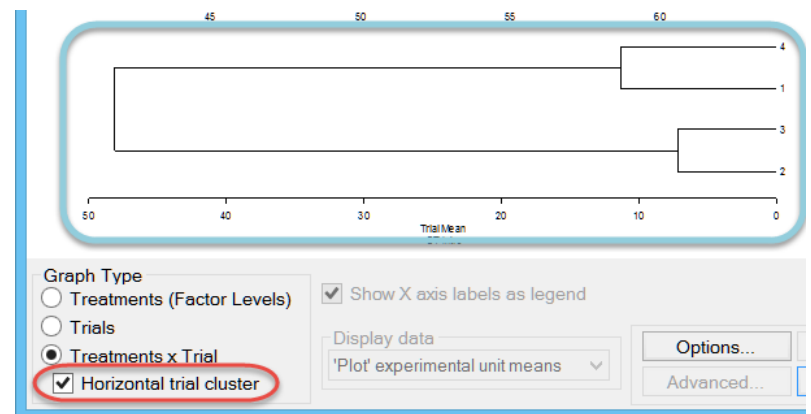 45 50 55 60
4
1
3
2
50 40 30 20 10 0
Trial Mean
Graph Type
Treatments (Factor Levels)
Trials
Treatments x Trial
Horizontal trial cluster
Show X axis labels as legend
Display data
'Plot' experimental unit means
Options...
Advanced...